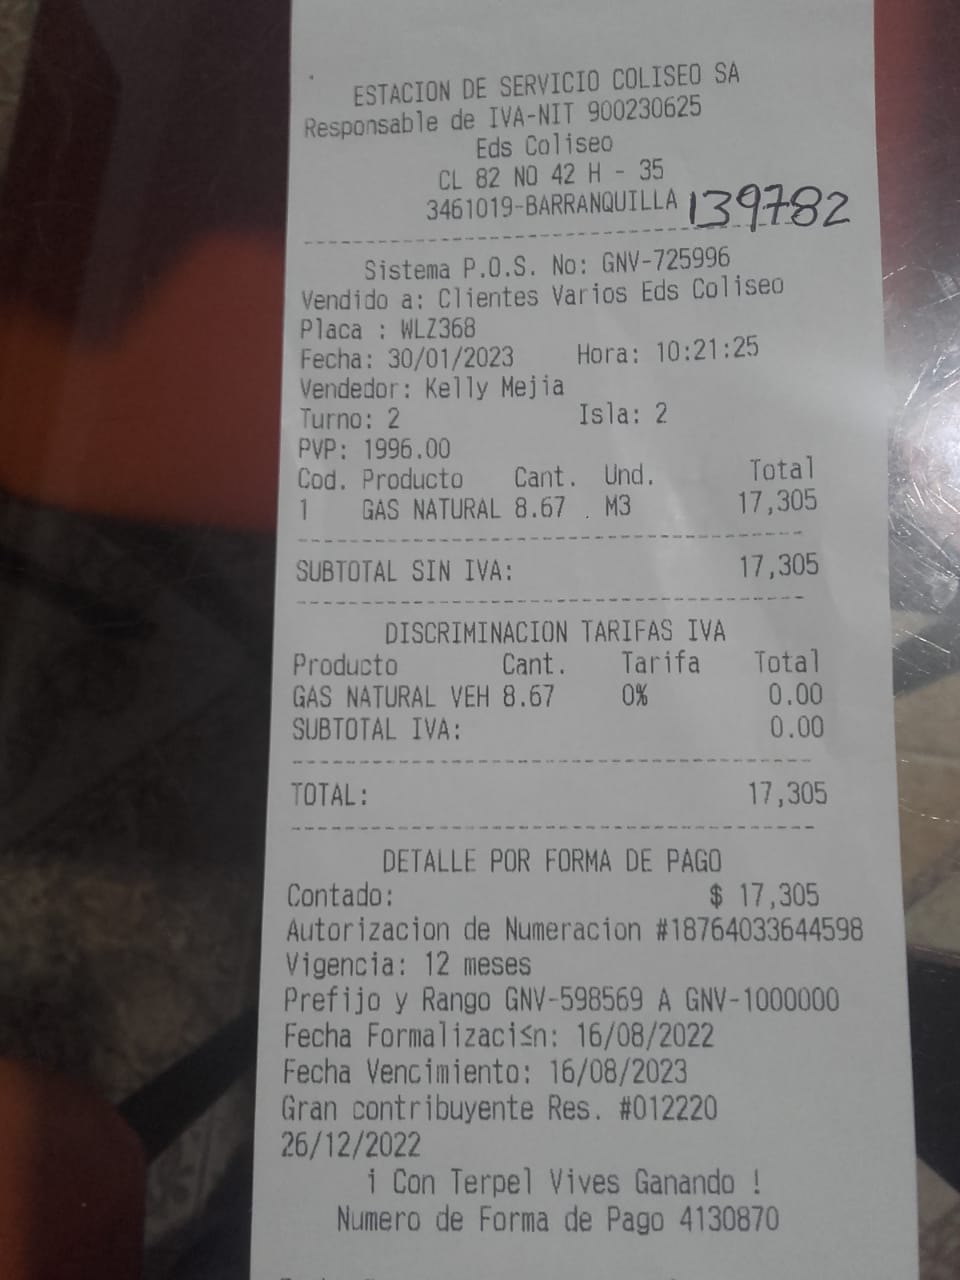 ESTACION DE SERVICIO COLISEO SA
Responsable de IVA-NIT 900230625
Eds Coliseo
CL 82 NO 42 H - 35
3461019-BARRANQUILLA 139782
Sistema P.O.S. No: GNV-725996
Vendido a: Clientes Varios Eds Coliseo
Placa : WLZ368
Fecha: 30/01/2023 Hora: 10:21:25
Vendedor: Kelly Mejia
Turno: 2 Isla: 2
PVP: 1996.00
Cod. Producto Cant. Und. Total
1 GAS NATURAL 8.67 M3 17,305
SUBTOTAL SIN IVA: 17,305
DISCRIMINACION TARIFAS IVA
Producto Cant. Tarifa Total
GAS NATURAL VEH 8.67 0% 0.00
SUBTOTAL IVA: 0.00
TOTAL: 17,305
DETALLE POR FORMA DE PAGO
Contado: $ 17,305
Autorizacion de Numeracion #18764033644598
Vigencia: 12 meses
Prefijo y Rango GNV-598569 A GNV-1000000
Fecha Formalizaci≤n: 16/08/2022
Fecha Vencimiento: 16/08/2023
Gran contribuyente Res. #012220
26/12/2022
¡ Con Terpel Vives Ganando !
Numero de Forma de Pago 4130870